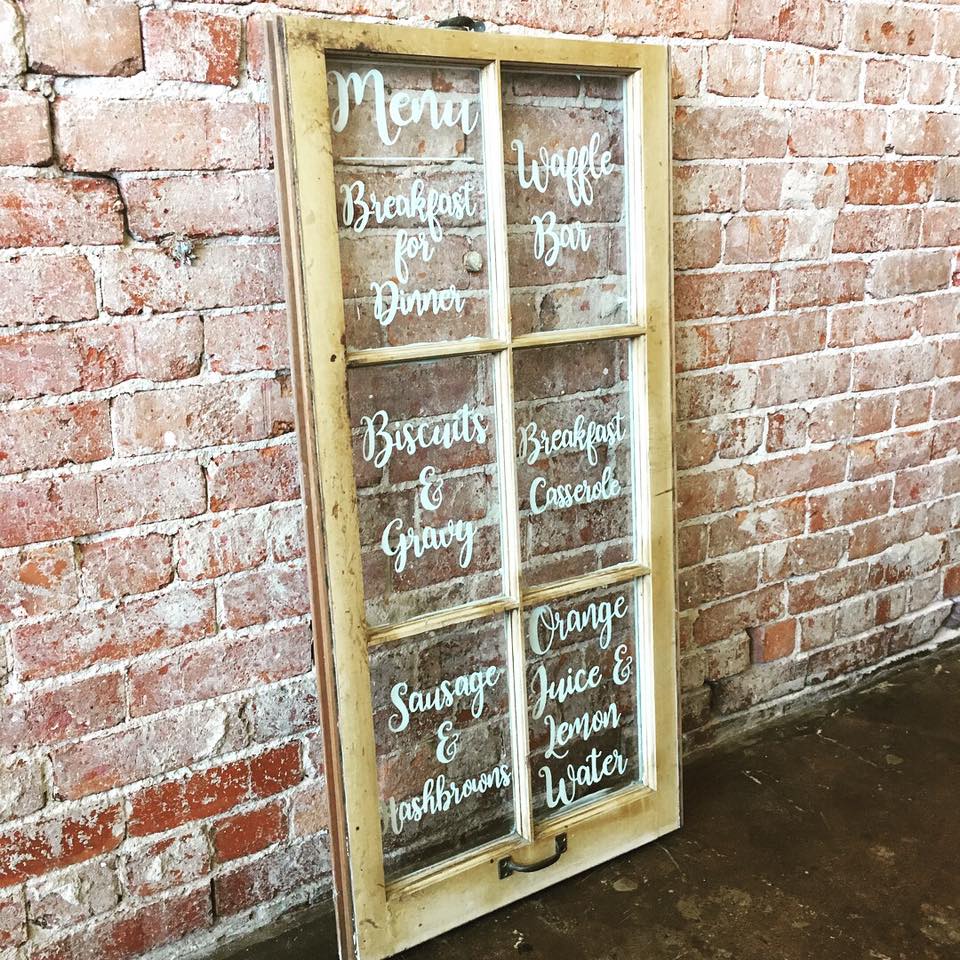 Menu
Breakfast
for
Dinner
Waffle
Bar
Biscuits
&
Gravy
Breakfast
Casserole
Sausage
&
Hashbrowns
Orange
Juice &
Lemon
Water